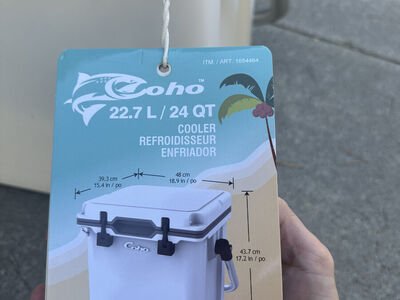 ITM. / ART. 1654464
Coho™
22.7 L / 24 QT
COOLER
REFROIDISSEUR
ENFRIADOR
39.3 cm
15.4 in / po
48 cm
18.9 in / po
43.7 cm
17.2 in / po
Coho